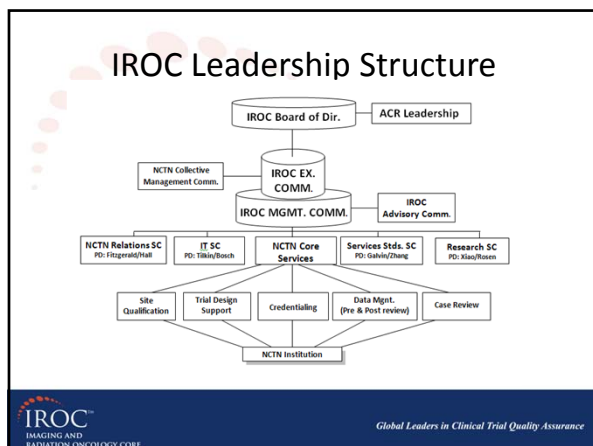 IROC Leadership Structure
IROC Board of Dir.
ACR Leadership
NCTN Collective
Management Comm.
IROC EX.
COMM.
IROC MGMT. COMM.
IROC
Advisory Comm.
NCTN Relations SC
PD: Fitzgerald/Hall
IT SC
PD: Tilkin/Bosch
NCTN Core
Services
Services Stds. SC
PD: Galvin/Zhang
Research SC
PD: Xiao/Rosen
Site
Qualification
Trial Design
Support
Credentialing
Data Mgnt.
(Pre & Post review)
Case Review
NCTN Institution
IROC™
IMAGING AND
RADIATION ONCOLOGY CORE
Global Leaders in Clinical Trial Quality Assurance